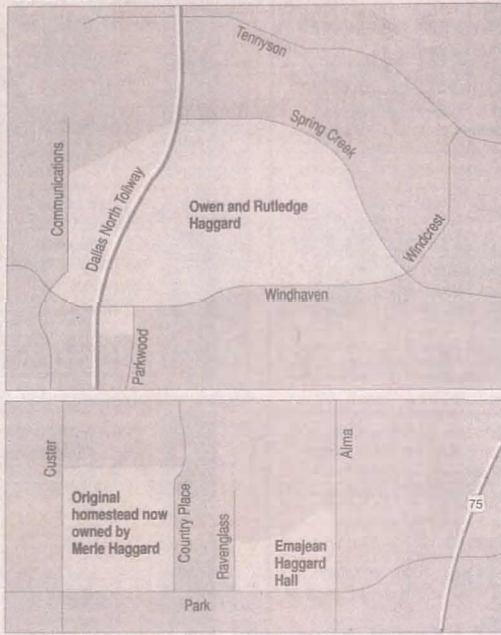 Tennyson
Spring Creek
Communications
Dallas North Tollway
Owen and Rutledge
Haggard
Windcrest
Windhaven
Parkwood
Custer
Alma
Original
homestead now
owned by
Merle Haggard
Country Place
Ravenglass
75
Emajean
Haggard
Hall
Park